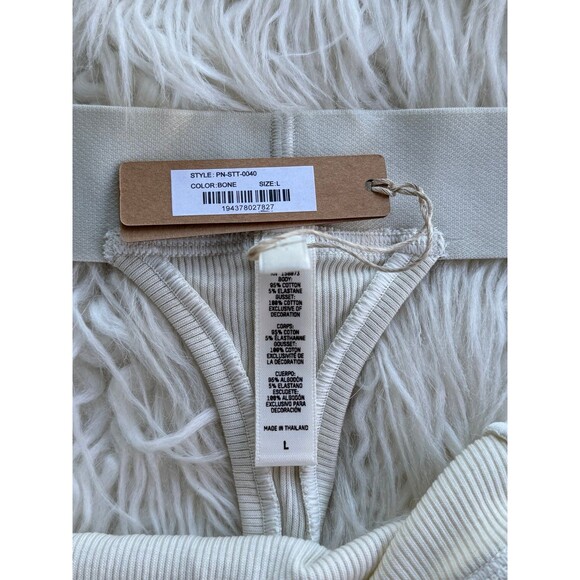 STYLE: PN-STT-0040
COLOR:BONE SIZE:L
194378027827
BODY:
95% COTTON
5% ELASTANE
GUSSET:
100% COTTON
EXCLUSIVE OF
DECORATION
CORPS:
95% COTON
5% ÉLASTHANNE
GOUSSET:
100% COTON
EXCLUSIVITÉ DE
LA DÉCORATION
CUERPO:
95% ALGODÓN
5% ELASTANO
ESCUDETE:
100% ALGODÓN
EXCLUSIVO PARA
DECORACIÓN
MADE IN THAILAND
L